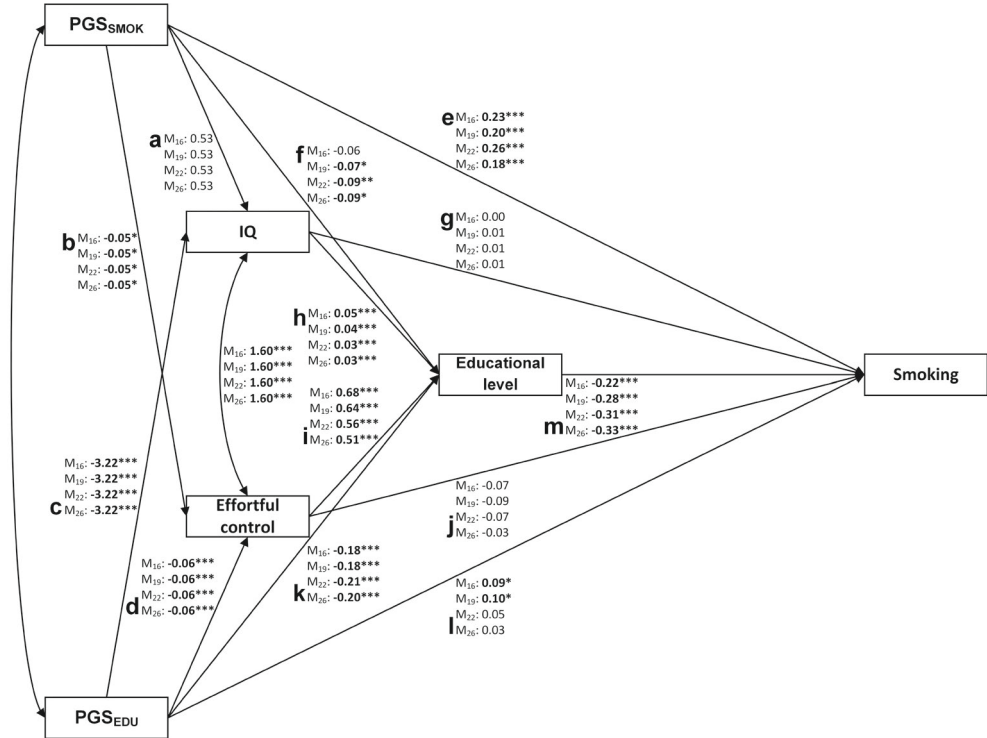 PGSSMOK
e M16: 0.23***
M19: 0.20***
M22: 0.26***
M26: 0.18***
a M16: 0.53
M19: 0.53
M22: 0.53
M26: 0.53
f M16: -0.06
M19: -0.07*
M22: -0.09**
M26: -0.09*
IQ
g M16: 0.00
M19: 0.01
M22: 0.01
M26: 0.01
b M16: -0.05*
M19: -0.05*
M22: -0.05*
M26: -0.05*
h M16: 0.05***
M19: 0.04***
M22: 0.03***
M26: 0.03***
M16: 1.60***
M19: 1.60***
M22: 1.60***
M26: 1.60***
Educational
level
Smoking
M16: -0.22***
M19: -0.28***
M22: -0.31***
m M26: -0.33***
M16: 0.68***
M19: 0.64***
M22: 0.56***
i M26: 0.51***
M16: -3.22***
M19: -3.22***
M22: -3.22***
c M26: -3.22***
Effortful
control
M16: -0.07
M19: -0.09
M22: -0.07
j M26: -0.03
M16: -0.06***
M19: -0.06***
M22: -0.06***
d M26: -0.06***
M16: -0.18***
M19: -0.18***
M22: -0.21***
k M26: -0.20***
M16: 0.09*
M19: 0.10*
M22: 0.05
l M26: 0.03
PGSEDU